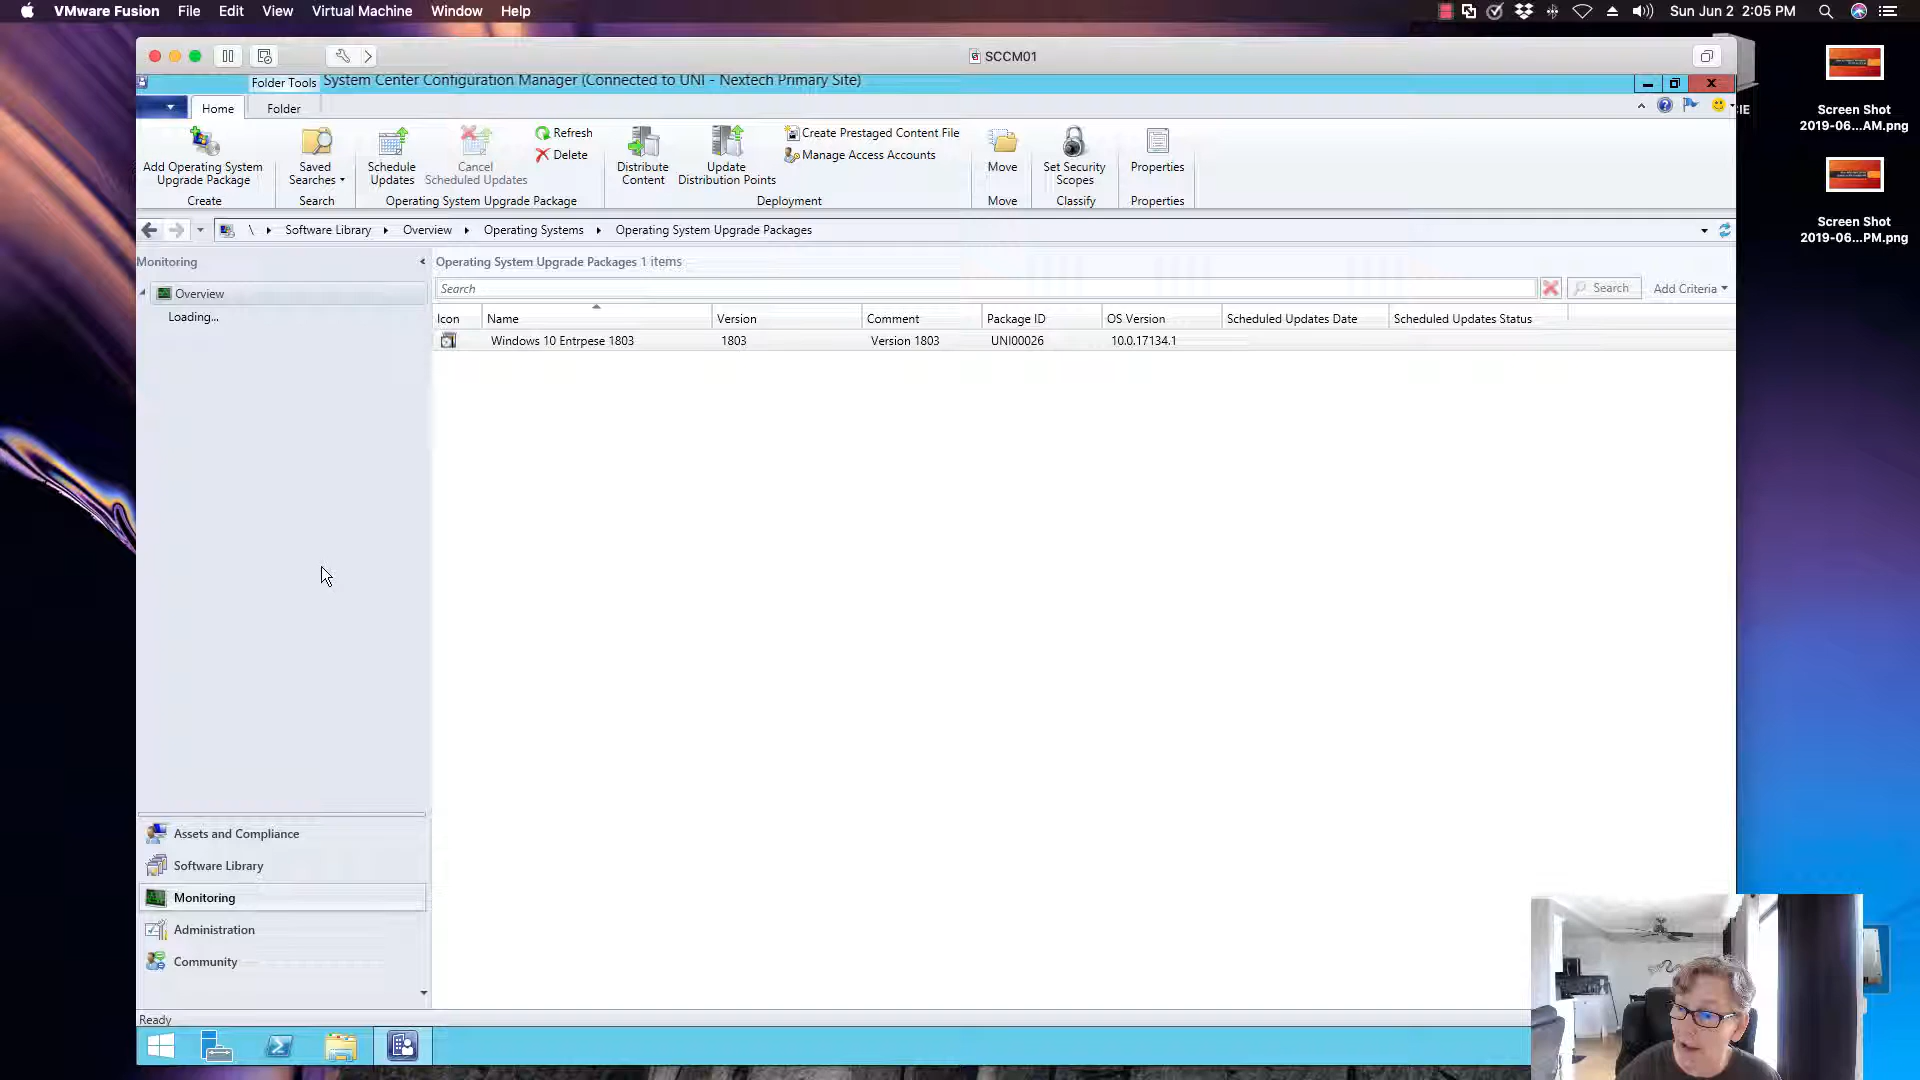 VMware Fusion File Edit View Virtual Machine Window Help Sun Jun 2 2:05 PM
SCCM01
Folder Tools System Center Configuration Manager (Connected to UNI - Nextech Primary Site)
Home Folder
Add Operating System
Upgrade Package
Create
Saved
Searches
Search
Schedule
Updates
Cancel
Scheduled Updates
Refresh
Delete
Operating System Upgrade Package
Distribute
Content
Update
Distribution Points
Create Prestaged Content File
Manage Access Accounts
Deployment
Move
Move
Set Security
Scopes
Classify
Properties
Properties
\ Software Library Overview Operating Systems Operating System Upgrade Packages
Monitoring
Overview
Loading...
Operating System Upgrade Packages 1 items
Search Search Add Criteria
Icon Name Version Comment Package ID OS Version Scheduled Updates Date Scheduled Updates Status
Windows 10 Entrpese 1803 1803 Version 1803 UNI00026 10.0.17134.1
Assets and Compliance
Software Library
Monitoring
Administration
Community
Ready
Screen Shot
2019-06...AM.png
Screen Shot
2019-06...PM.png